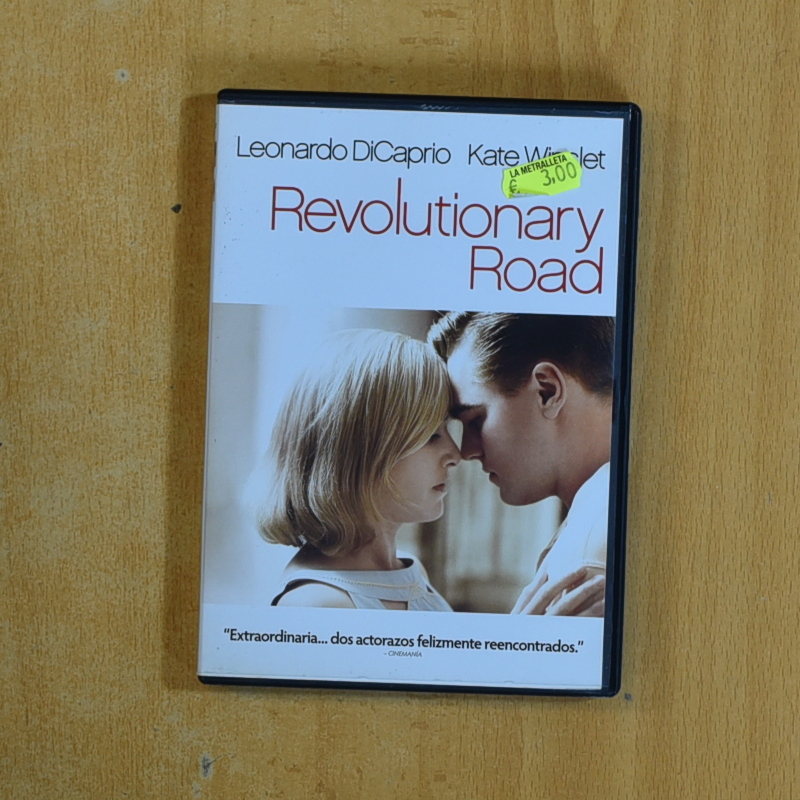 Leonardo DiCaprio Kate Winslet
LA METRALLETA
€ 3,00
Revolutionary
Road
"Extraordinaria... dos actorazos felizmente reencontrados."
- CINEMANÍA